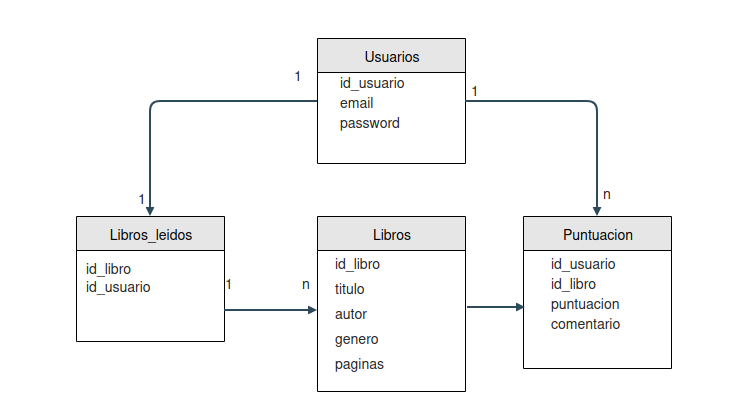 Usuarios
id_usuario
email
password
1
1
1
n
Libros_leidos
id_libro
id_usuario
1
n
Libros
id_libro
titulo
autor
genero
paginas
Puntuacion
id_usuario
id_libro
puntuacion
comentario